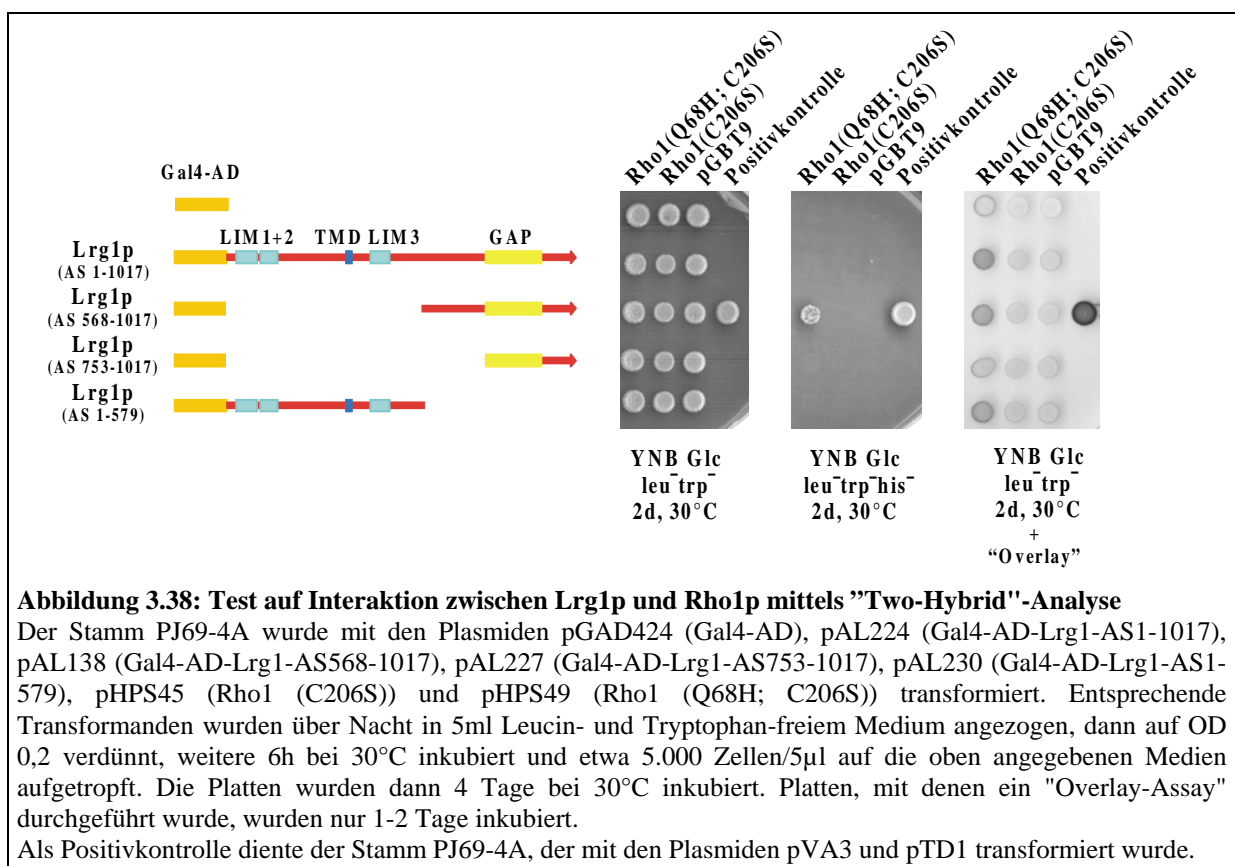 Rho1(Q68H; C206S)
Rho1(C206S)
pGBT9
Positivkontrolle
Rho1(Q68H; C206S)
Rho1(C206S)
pGBT9
Positivkontrolle
Rho1(Q68H; C206S)
Rho1(C206S)
pGBT9
Positivkontrolle
Gal4-AD
LIM1+2 TMD LIM3 GAP
Lrg1p
(AS 1-1017)
Lrg1p
(AS 568-1017)
Lrg1p
(AS 753-1017)
Lrg1p
(AS 1-579)
YNB Glc
leu⁻trp⁻
2d, 30°C
YNB Glc
leu⁻trp⁻his⁻
2d, 30°C
YNB Glc
leu⁻trp⁻
2d, 30°C
+
“Overlay”
Abbildung 3.38: Test auf Interaktion zwischen Lrg1p und Rho1p mittels ”Two-Hybrid"-Analyse
Der Stamm PJ69-4A wurde mit den Plasmiden pGAD424 (Gal4-AD), pAL224 (Gal4-AD-Lrg1-AS1-1017),
pAL138 (Gal4-AD-Lrg1-AS568-1017), pAL227 (Gal4-AD-Lrg1-AS753-1017), pAL230 (Gal4-AD-Lrg1-AS1-
579), pHPS45 (Rho1 (C206S)) und pHPS49 (Rho1 (Q68H; C206S)) transformiert. Entsprechende
Transformanden wurden über Nacht in 5ml Leucin- und Tryptophan-freiem Medium angezogen, dann auf OD
0,2 verdünnt, weitere 6h bei 30°C inkubiert und etwa 5.000 Zellen/5µl auf die oben angegebenen Medien
aufgetropft. Die Platten wurden dann 4 Tage bei 30°C inkubiert. Platten, mit denen ein "Overlay-Assay"
durchgeführt wurde, wurden nur 1-2 Tage inkubiert.
Als Positivkontrolle diente der Stamm PJ69-4A, der mit den Plasmiden pVA3 und pTD1 transformiert wurde.